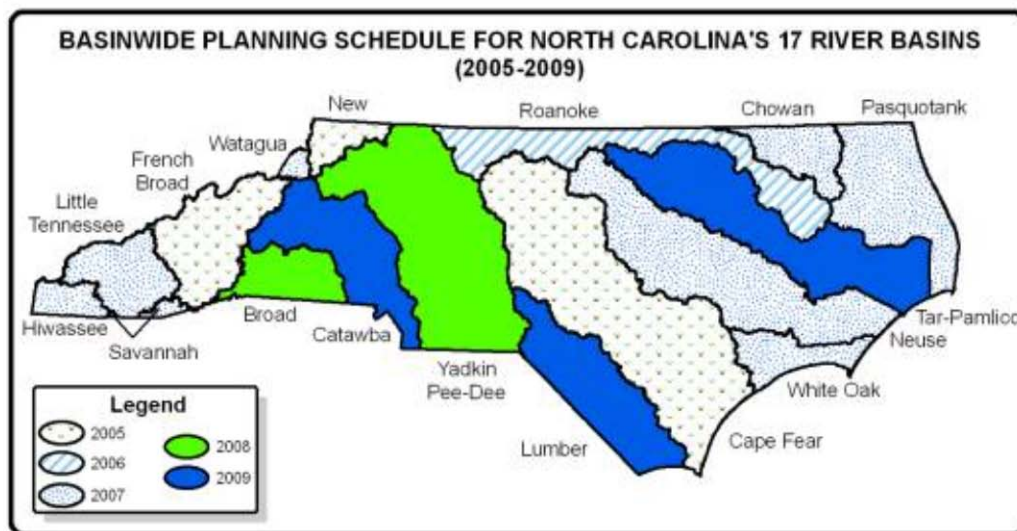 BASINWIDE PLANNING SCHEDULE FOR NORTH CAROLINA'S 17 RIVER BASINS
(2005-2009)
New
Roanoke
Chowan
Pasquotank
Watagua
French
Broad
Little
Tennessee
Hiwassee
Savannah
Broad
Catawba
Yadkin
Pee-Dee
Lumber
Cape Fear
White Oak
Neuse
Tar-Pamlico
Legend
2005
2006
2007
2008
2009